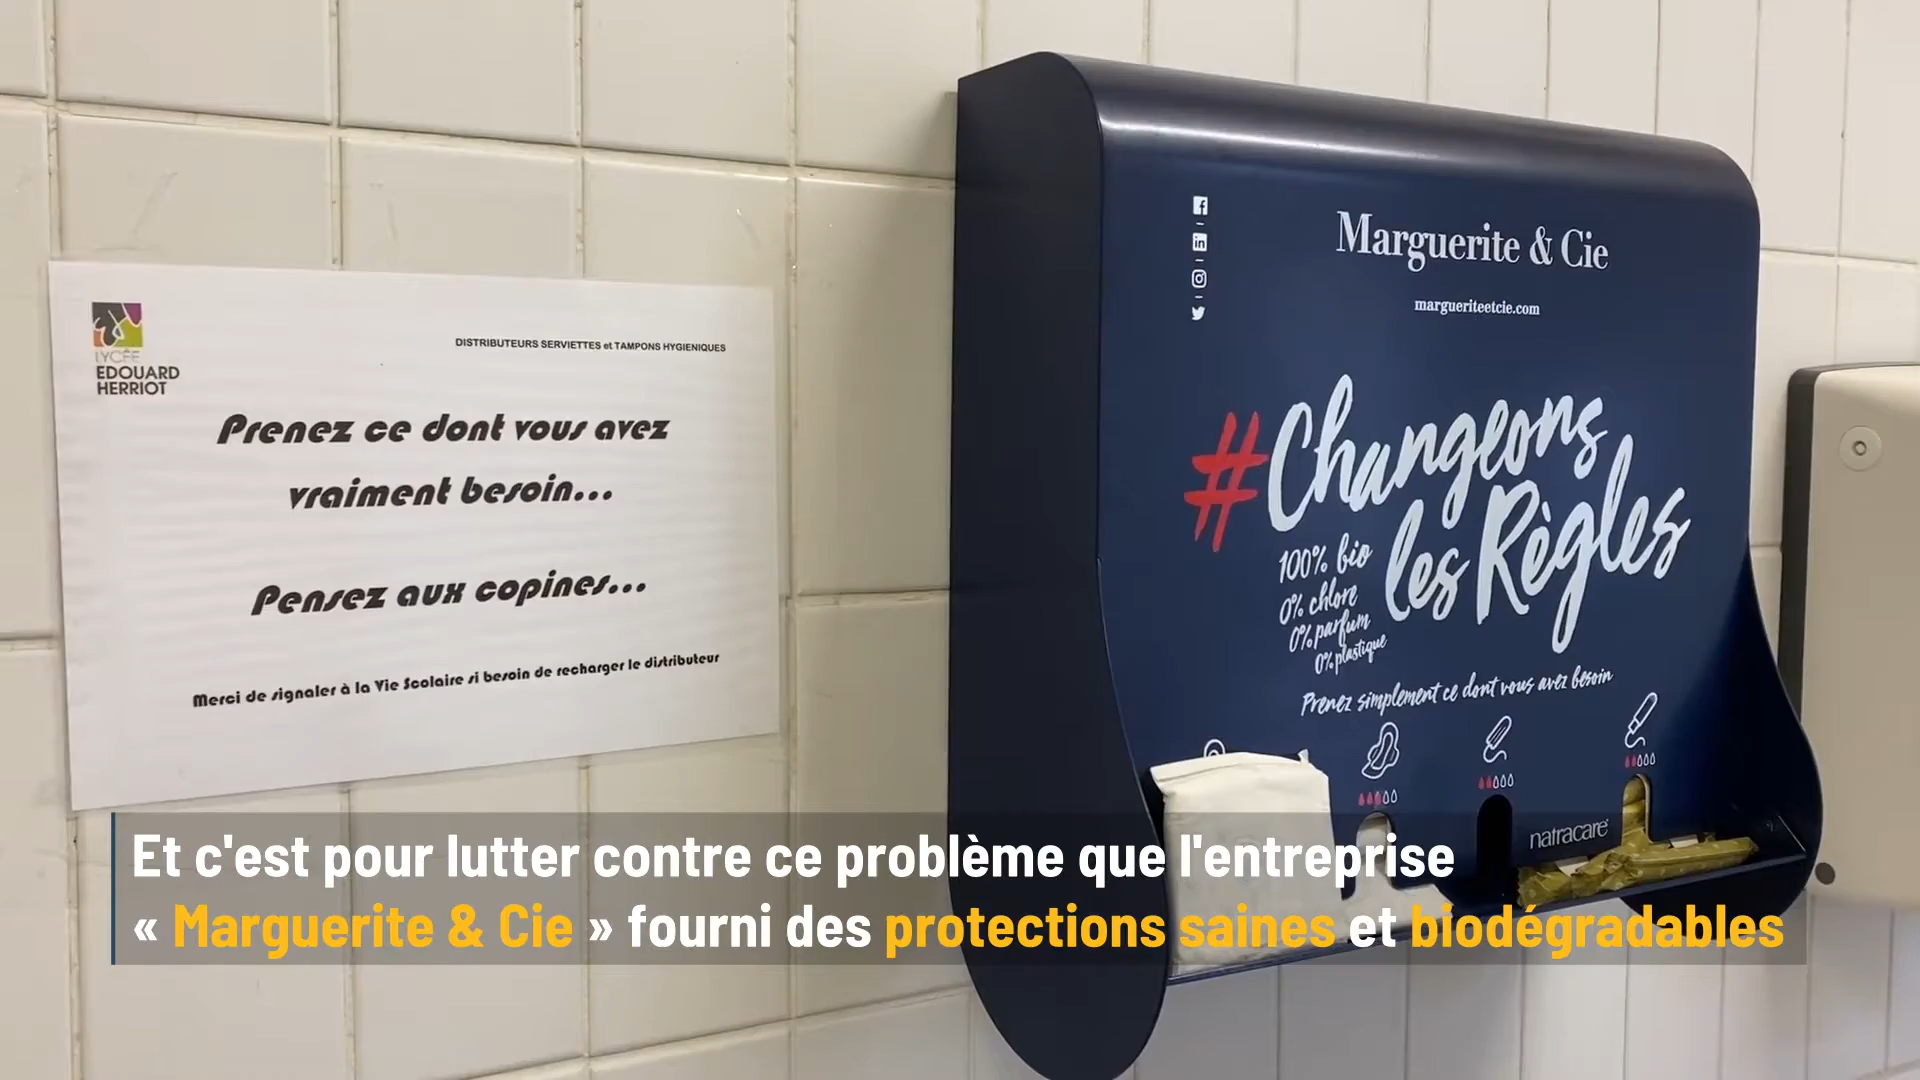 LYCÉE
EDOUARD
HERRIOT
DISTRIBUTEURS SERVIETTES et TAMPONS HYGIENIQUES
Prenez ce dont vous avez
vraiment besoin...
Pensez aux copines...
Merci de signaler à la Vie Scolaire si besoin de recharger le distributeur
Marguerite & Cie
margueriteetcie.com
#Changeons
les Règles
100% bio
0% chlore
0% parfum
0% plastique
Prenez simplement ce dont vous avez besoin
natracare
Et c'est pour lutter contre ce problème que l'entreprise
« Marguerite & Cie » fourni des protections saines et biodégradables